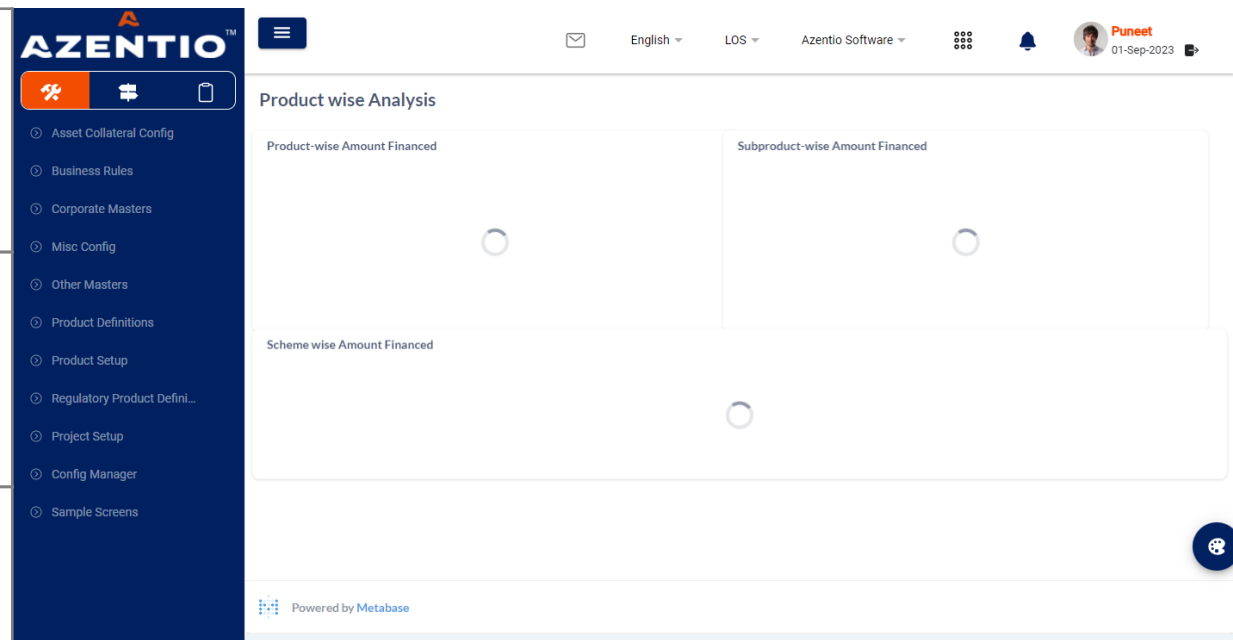 AZENTIO™
English
LOS
Azentio Software
Puneet
01-Sep-2023
Asset Collateral Config
Business Rules
Corporate Masters
Misc Config
Other Masters
Product Definitions
Product Setup
Regulatory Product Defini...
Project Setup
Config Manager
Sample Screens
Product wise Analysis
Product-wise Amount Financed
Subproduct-wise Amount Financed
Scheme wise Amount Financed
Powered by Metabase